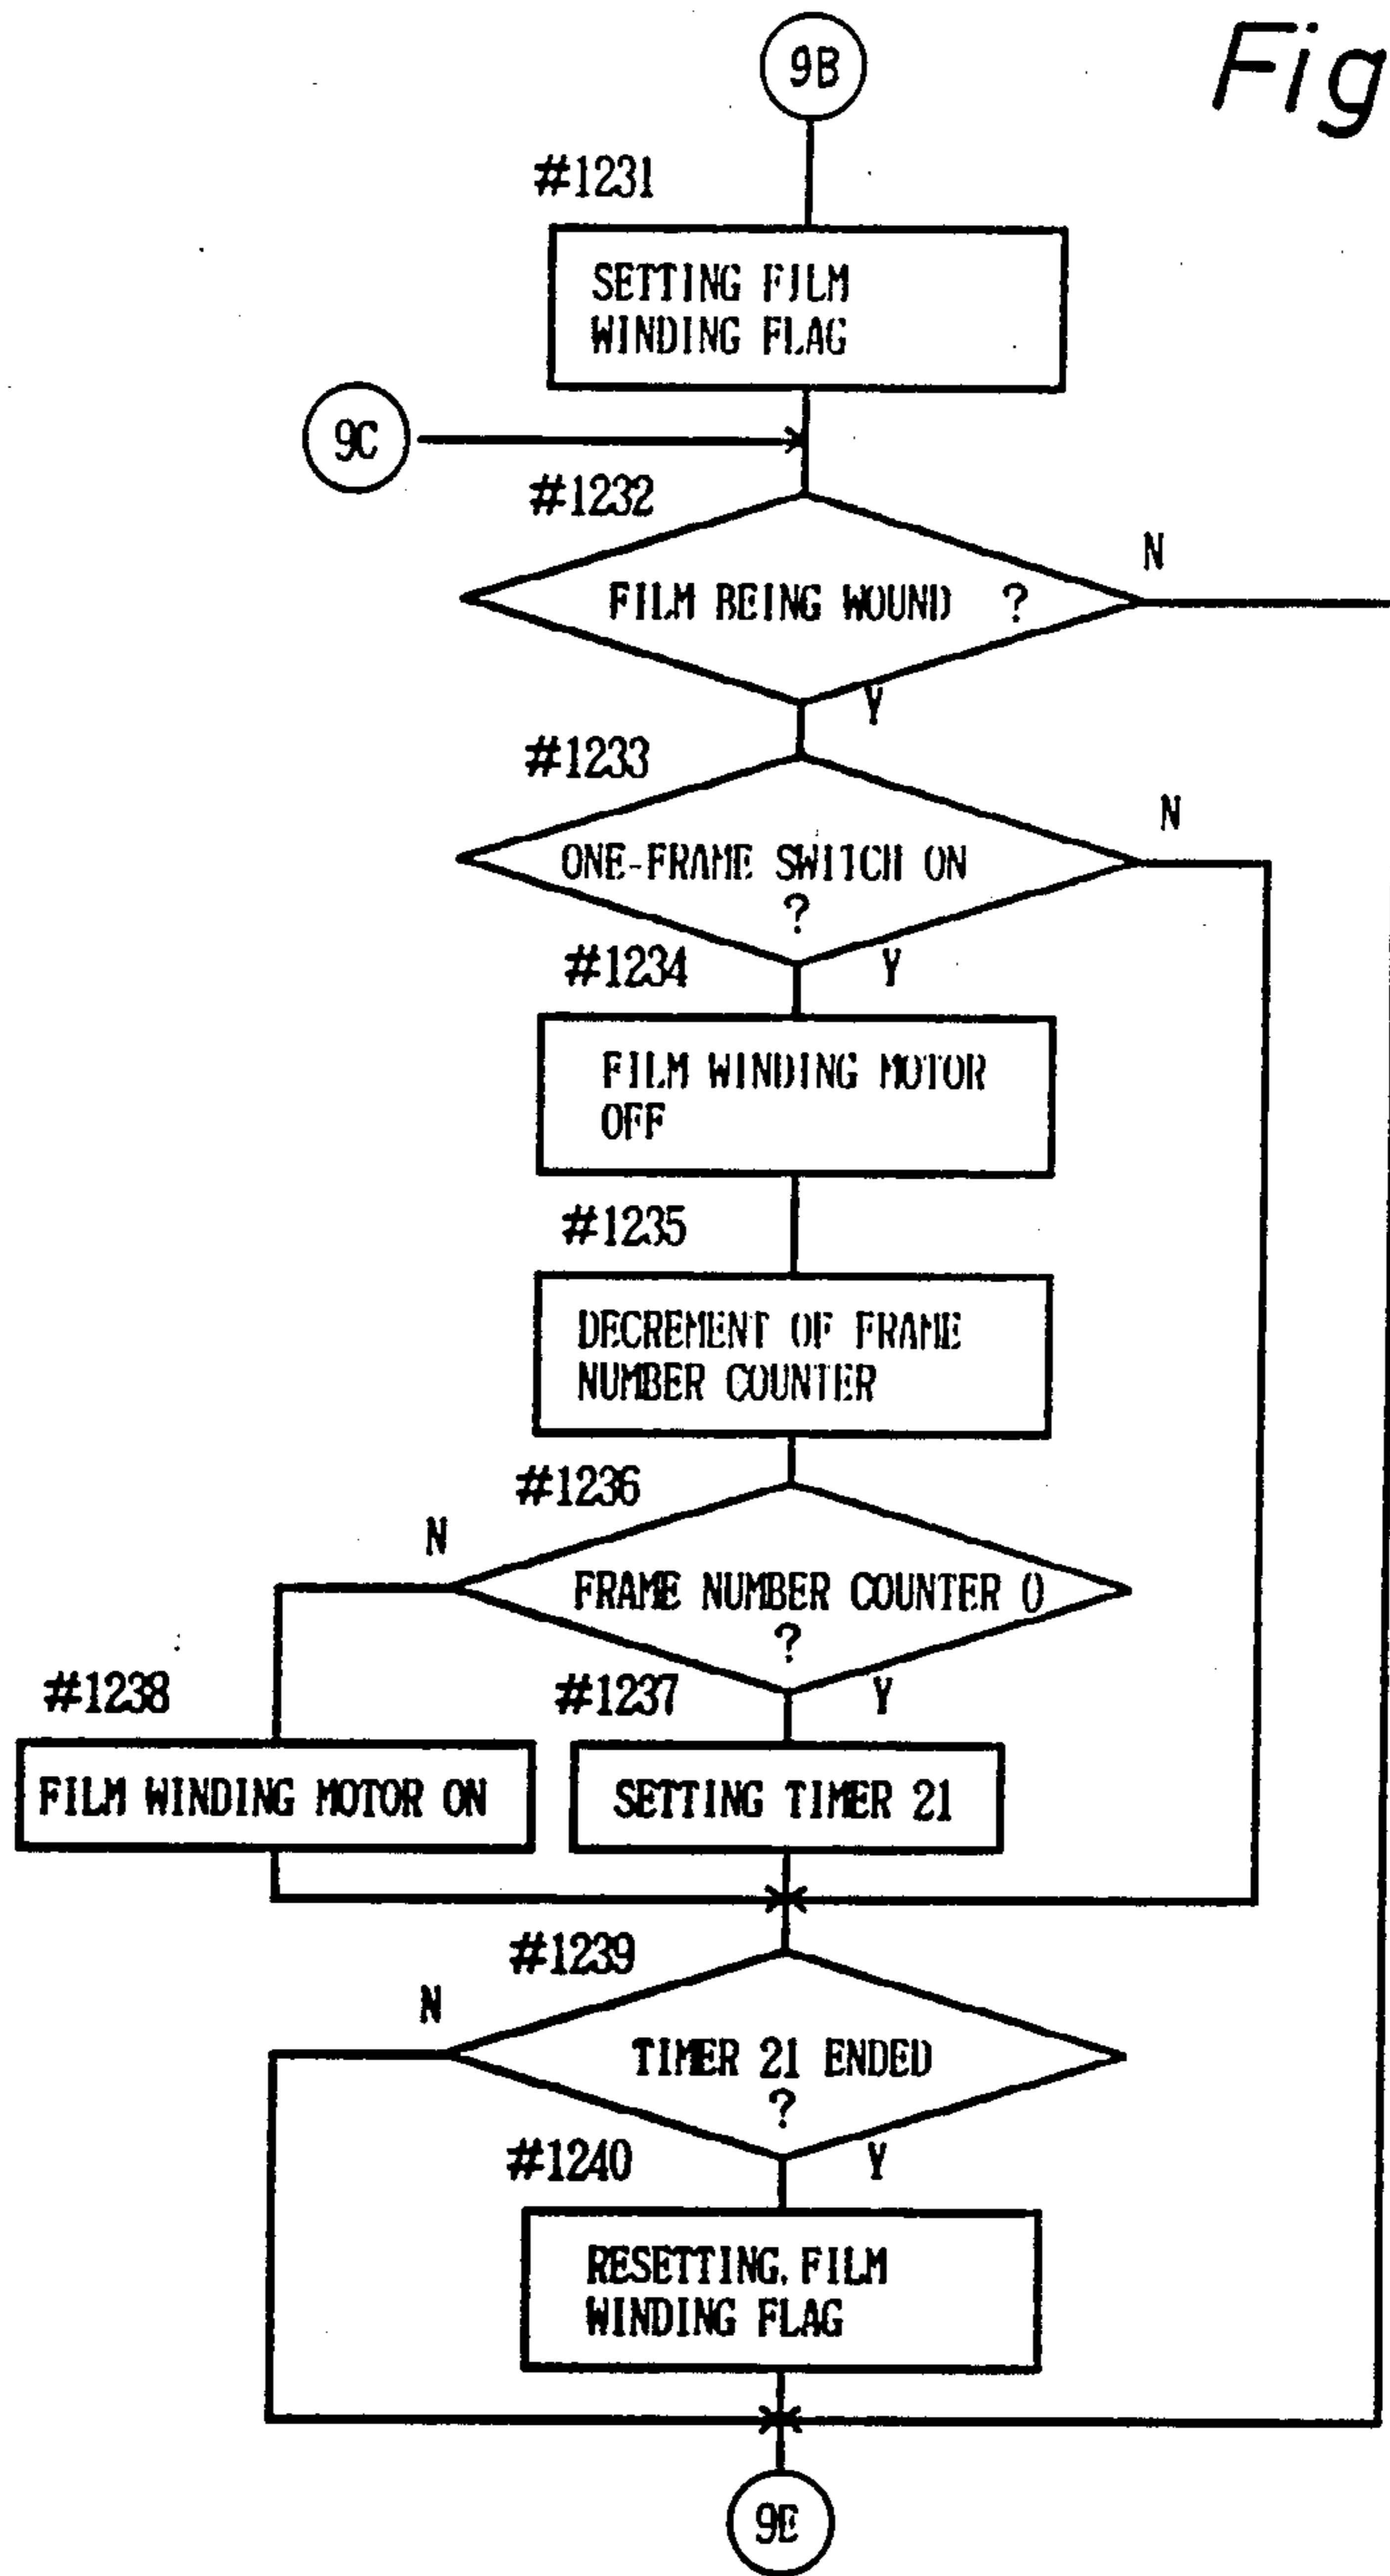 Fig
9B
#1231
SETTING FILM
WINDING FLAG
9C
#1232
N
FILM BEING WOUND ?
Y
#1233
N
ONE-FRAME SWITCH ON
?
#1234
Y
FILM WINDING MOTOR
OFF
#1235
DECREMENT OF FRAME
NUMBER COUNTER
#1236
N
FRAME NUMBER COUNTER 0
?
#1238
#1237
Y
FILM WINDING MOTOR ON
SETTING TIMER 21
#1239
N
TIMER 21 ENDED
?
#1240
Y
RESETTING. FILM
WINDING FLAG
9E